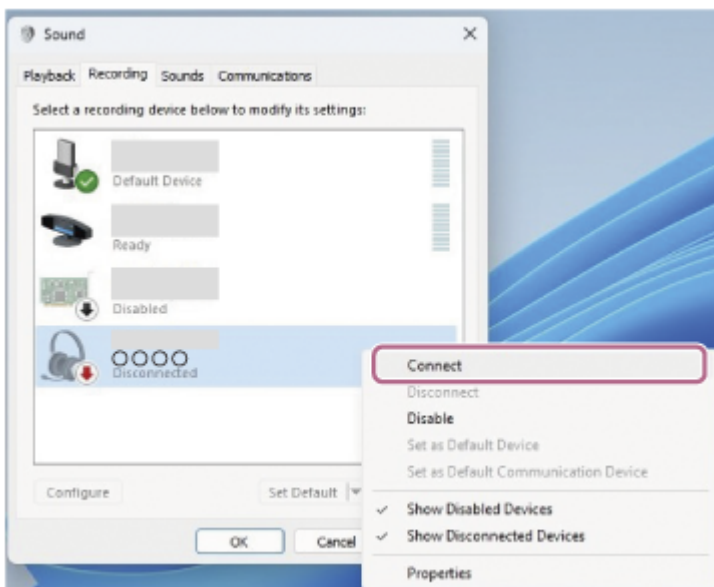 Sound
Playback Recording Sounds Communications
Select a recording device below to modify its settings:
Default Device
Ready
Disabled
○○○○
Disconnected
Configure
Set Default
OK Cancel
Connect
Disconnect
Disable
Set as Default Device
Set as Default Communication Device
Show Disabled Devices
Show Disconnected Devices
Properties